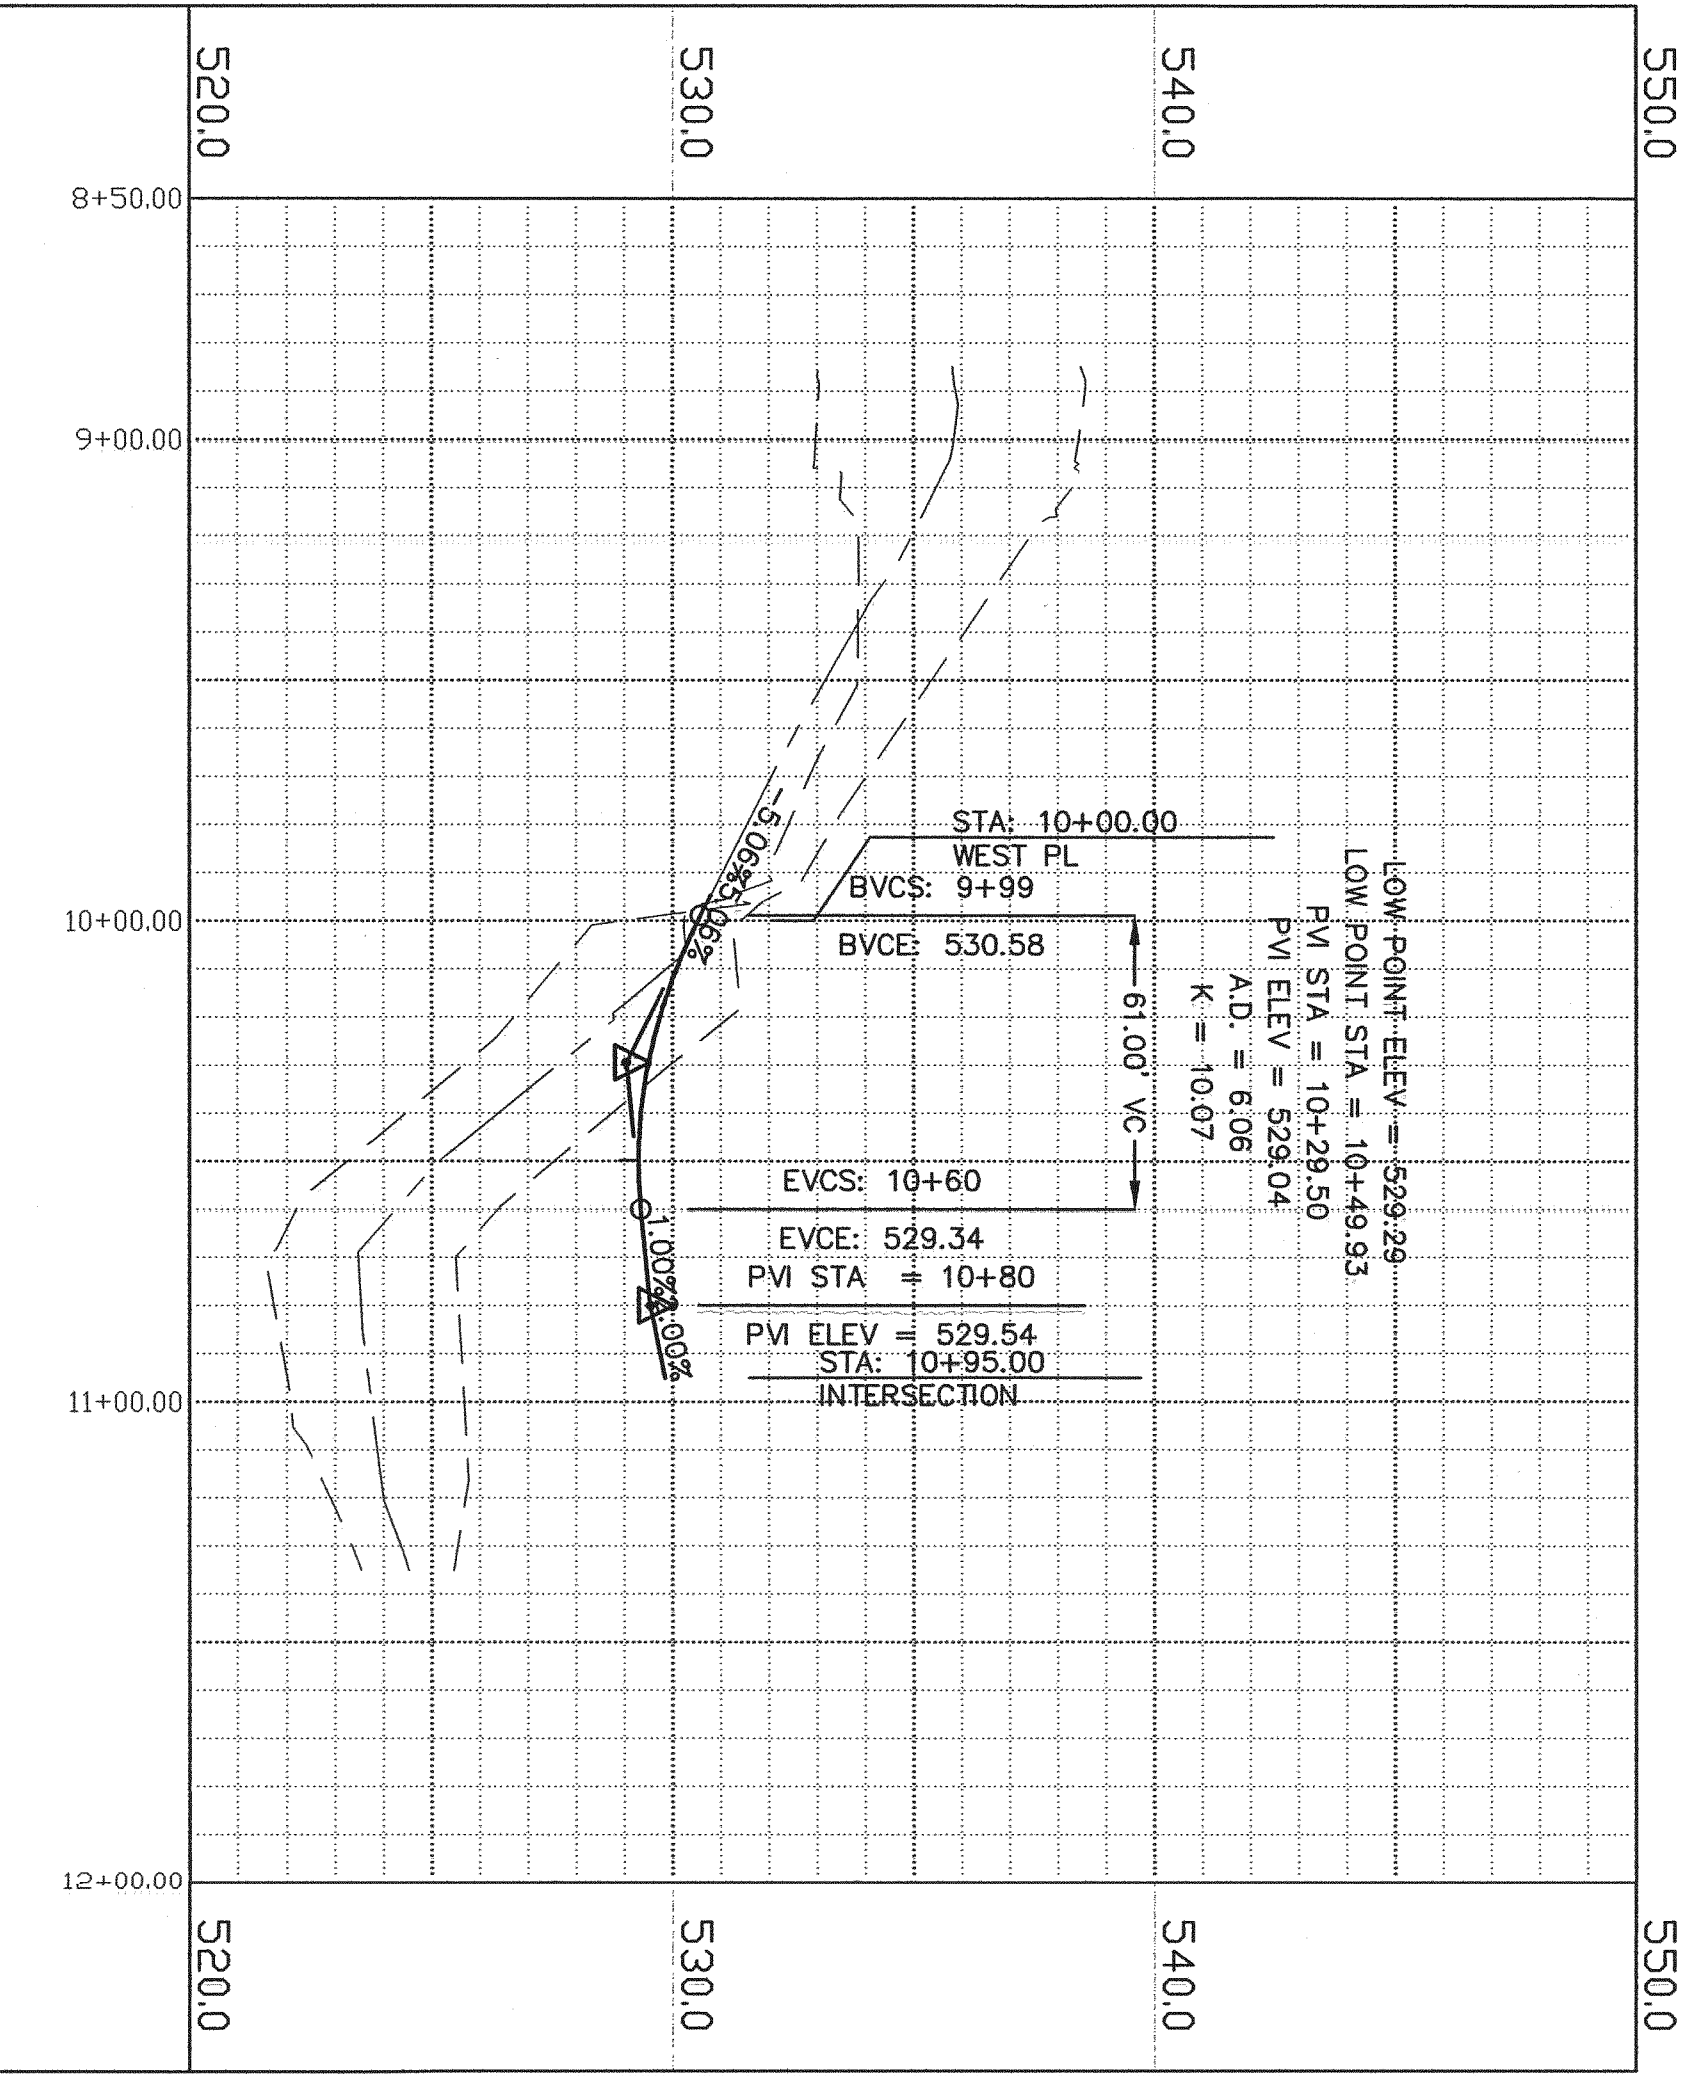 550.0
540.0
530.0
520.0
LOW POINT ELEV = 529.29
LOW POINT STA = 10+49.93
PVI STA = 10+29.50
PVI ELEV = 529.04
A.D. = 6.06
K = 10.07
61.00' VC
STA: 10+00.00
WEST PL
BVCS: 9+99
BVCE: 530.58
EVCS: 10+60
EVCE: 529.34
PVI STA = 10+80
PVI ELEV = 529.54
STA: 10+95.00
INTERSECTION
-5.06%
1.00%
8+50.00
9+00.00
10+00.00
11+00.00
12+00.00
550.0
540.0
530.0
520.0